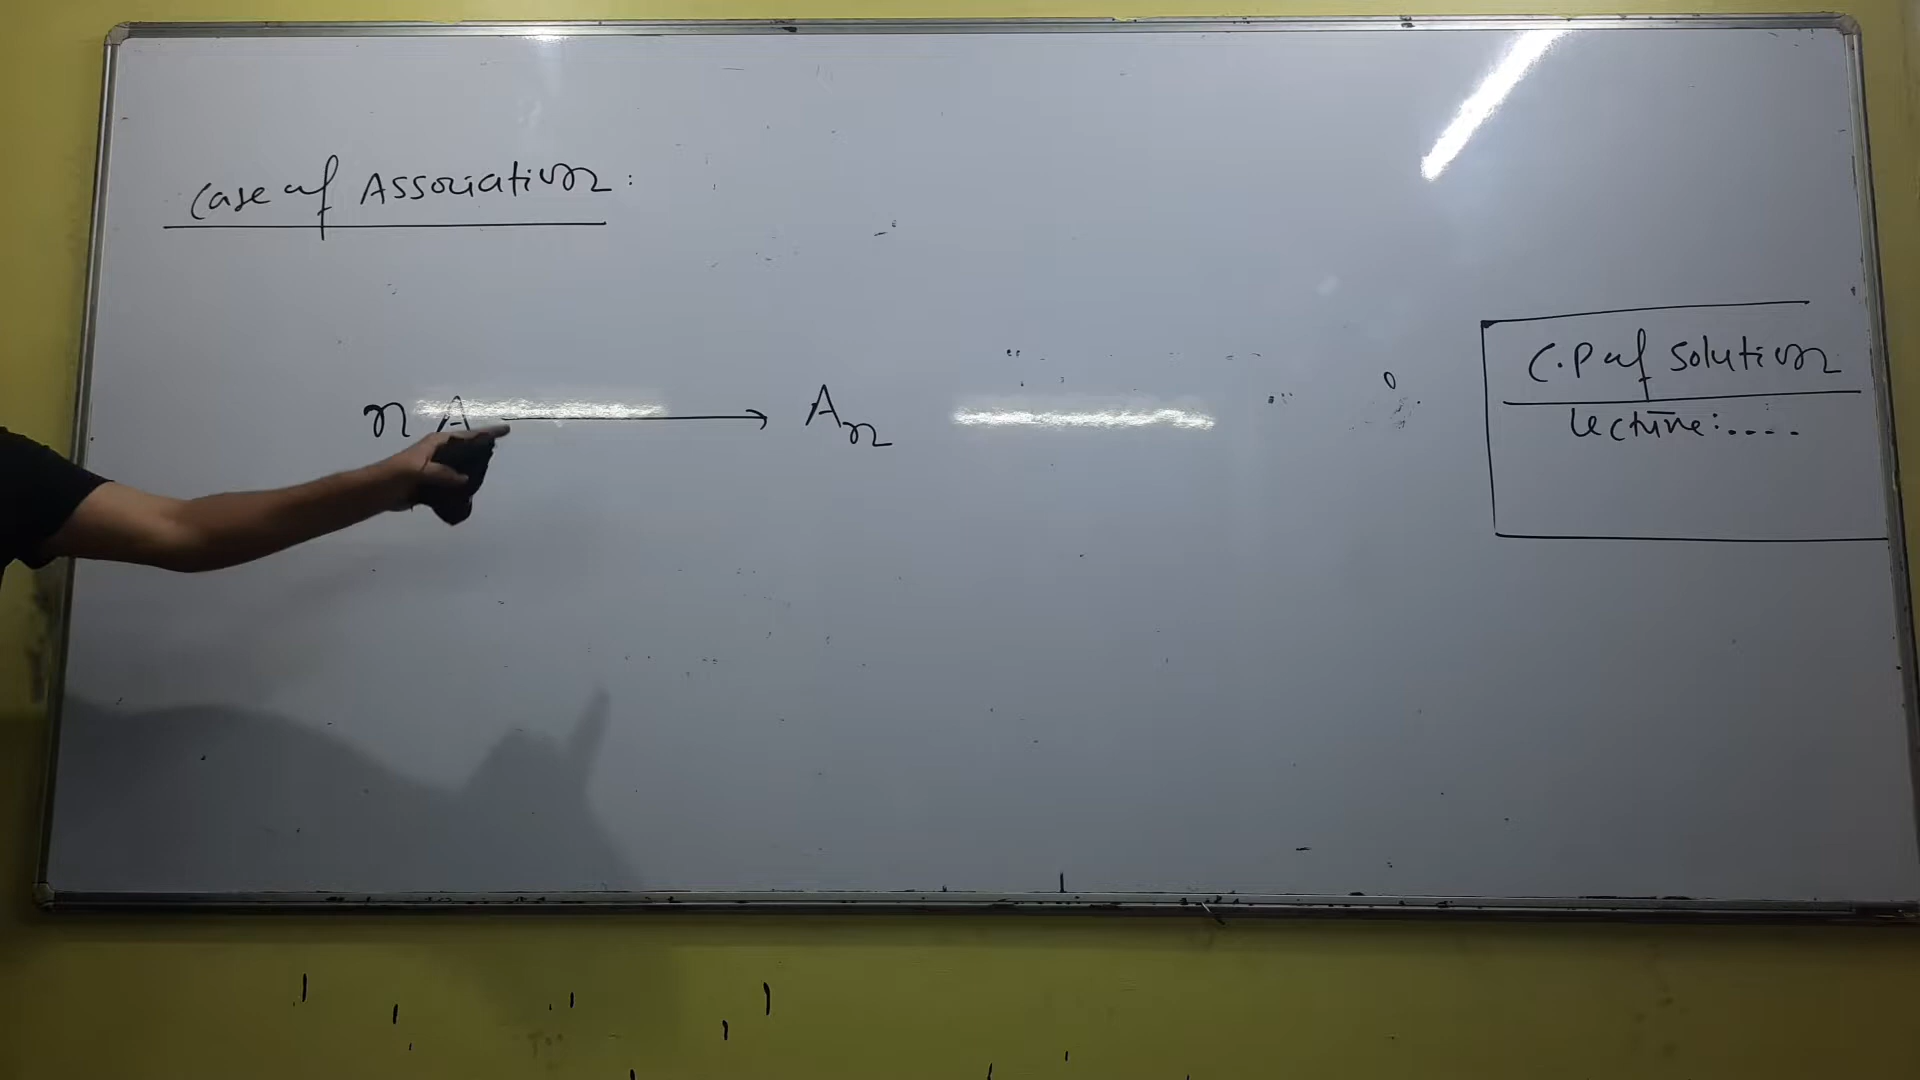 Case of Association :
n A → An
C.P of Solution
Lecture : ....